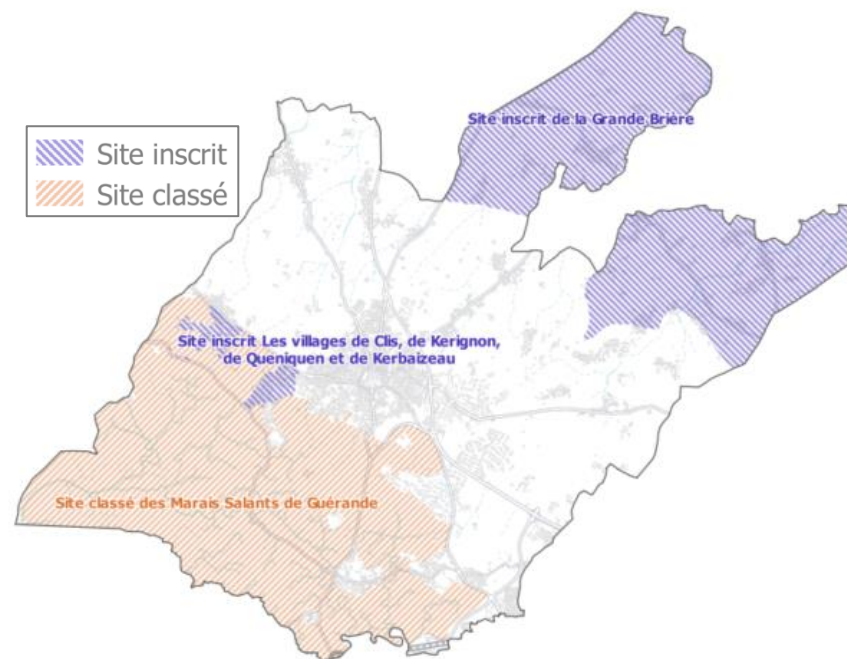 Site inscrit de la Grande Brière
Site inscrit
Site classé
Site inscrit Les villages de Clis, de Kerignon,
de Queniquen et de Kerbaizeau
Site classé des Marais Salants de Guérande